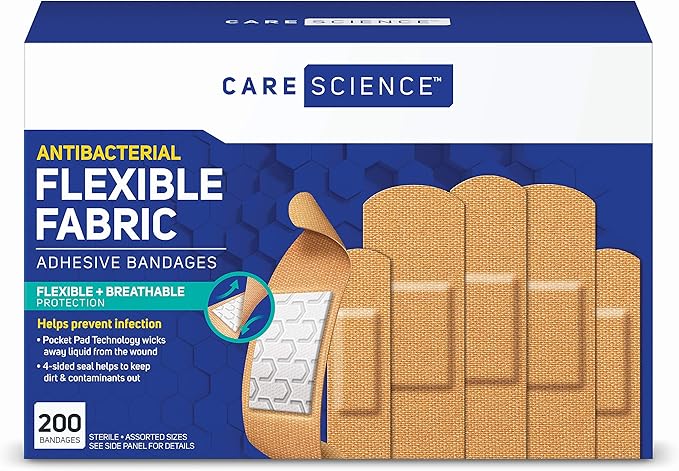 CARE SCIENCE
CARE SCIENCE™
ANTIBACTERIAL
FLEXIBLE
FABRIC
ADHESIVE BANDAGES
FLEXIBLE + BREATHABLE
PROTECTION
Helps prevent infection
• Pocket Pad Technology wicks
away liquid from the wound
• 4-sided seal helps to keep
dirt & contaminants out
200
BANDAGES
STERILE • ASSORTED SIZES
SEE SIDE PANEL FOR DETAILS